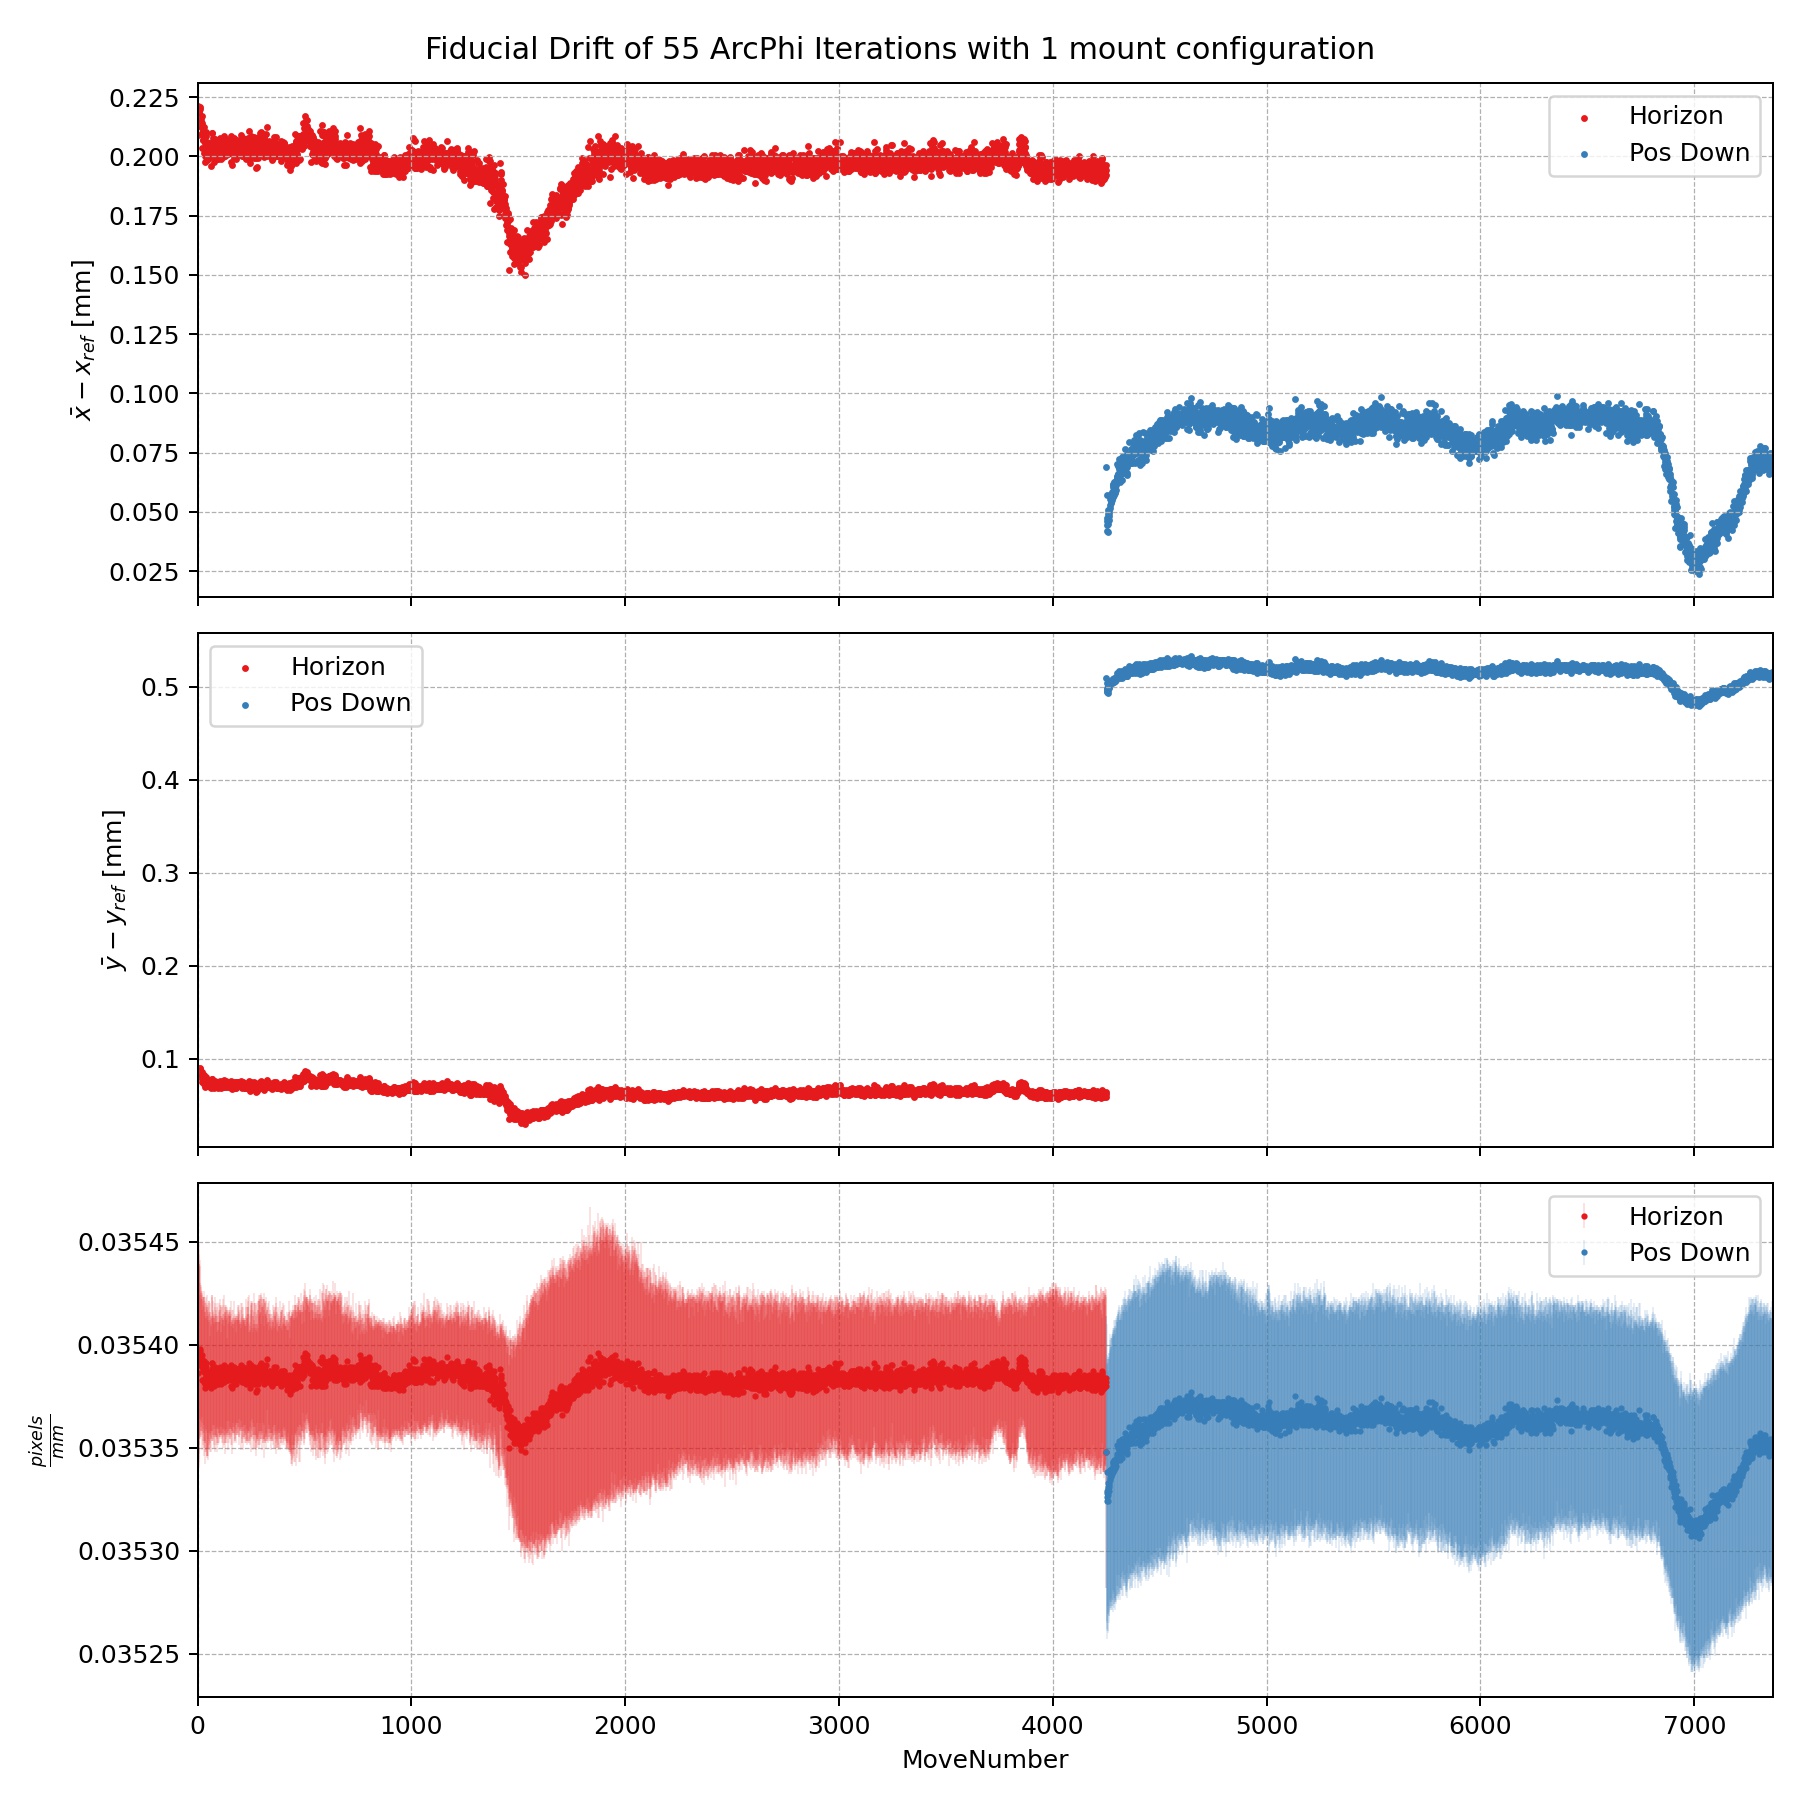 Fiducial Drift of 55 ArcPhi Iterations with 1 mount configuration
0.225
0.200
0.175
0.150
0.125
0.100
0.075
0.050
0.025
x̄ − x_ref [mm]
Horizon
Pos Down
0.5
0.4
0.3
0.2
0.1
ȳ − y_ref [mm]
Horizon
Pos Down
0.03545
0.03540
0.03535
0.03530
0.03525
pixels
mm
Horizon
Pos Down
0 1000 2000 3000 4000 5000 6000 7000
MoveNumber